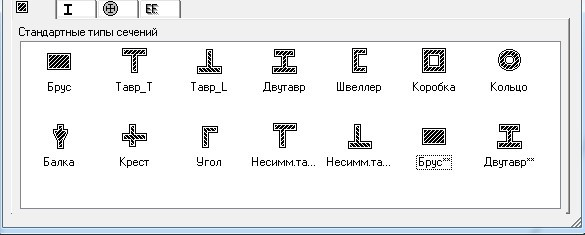 EF
Стандартные типы сечений
Брус Тавр_Т Тавр_L Двутавр Швеллер Коробка Кольцо
Балка Крест Угол Несимм.та... Несимм.та... Брус** Двутавр**